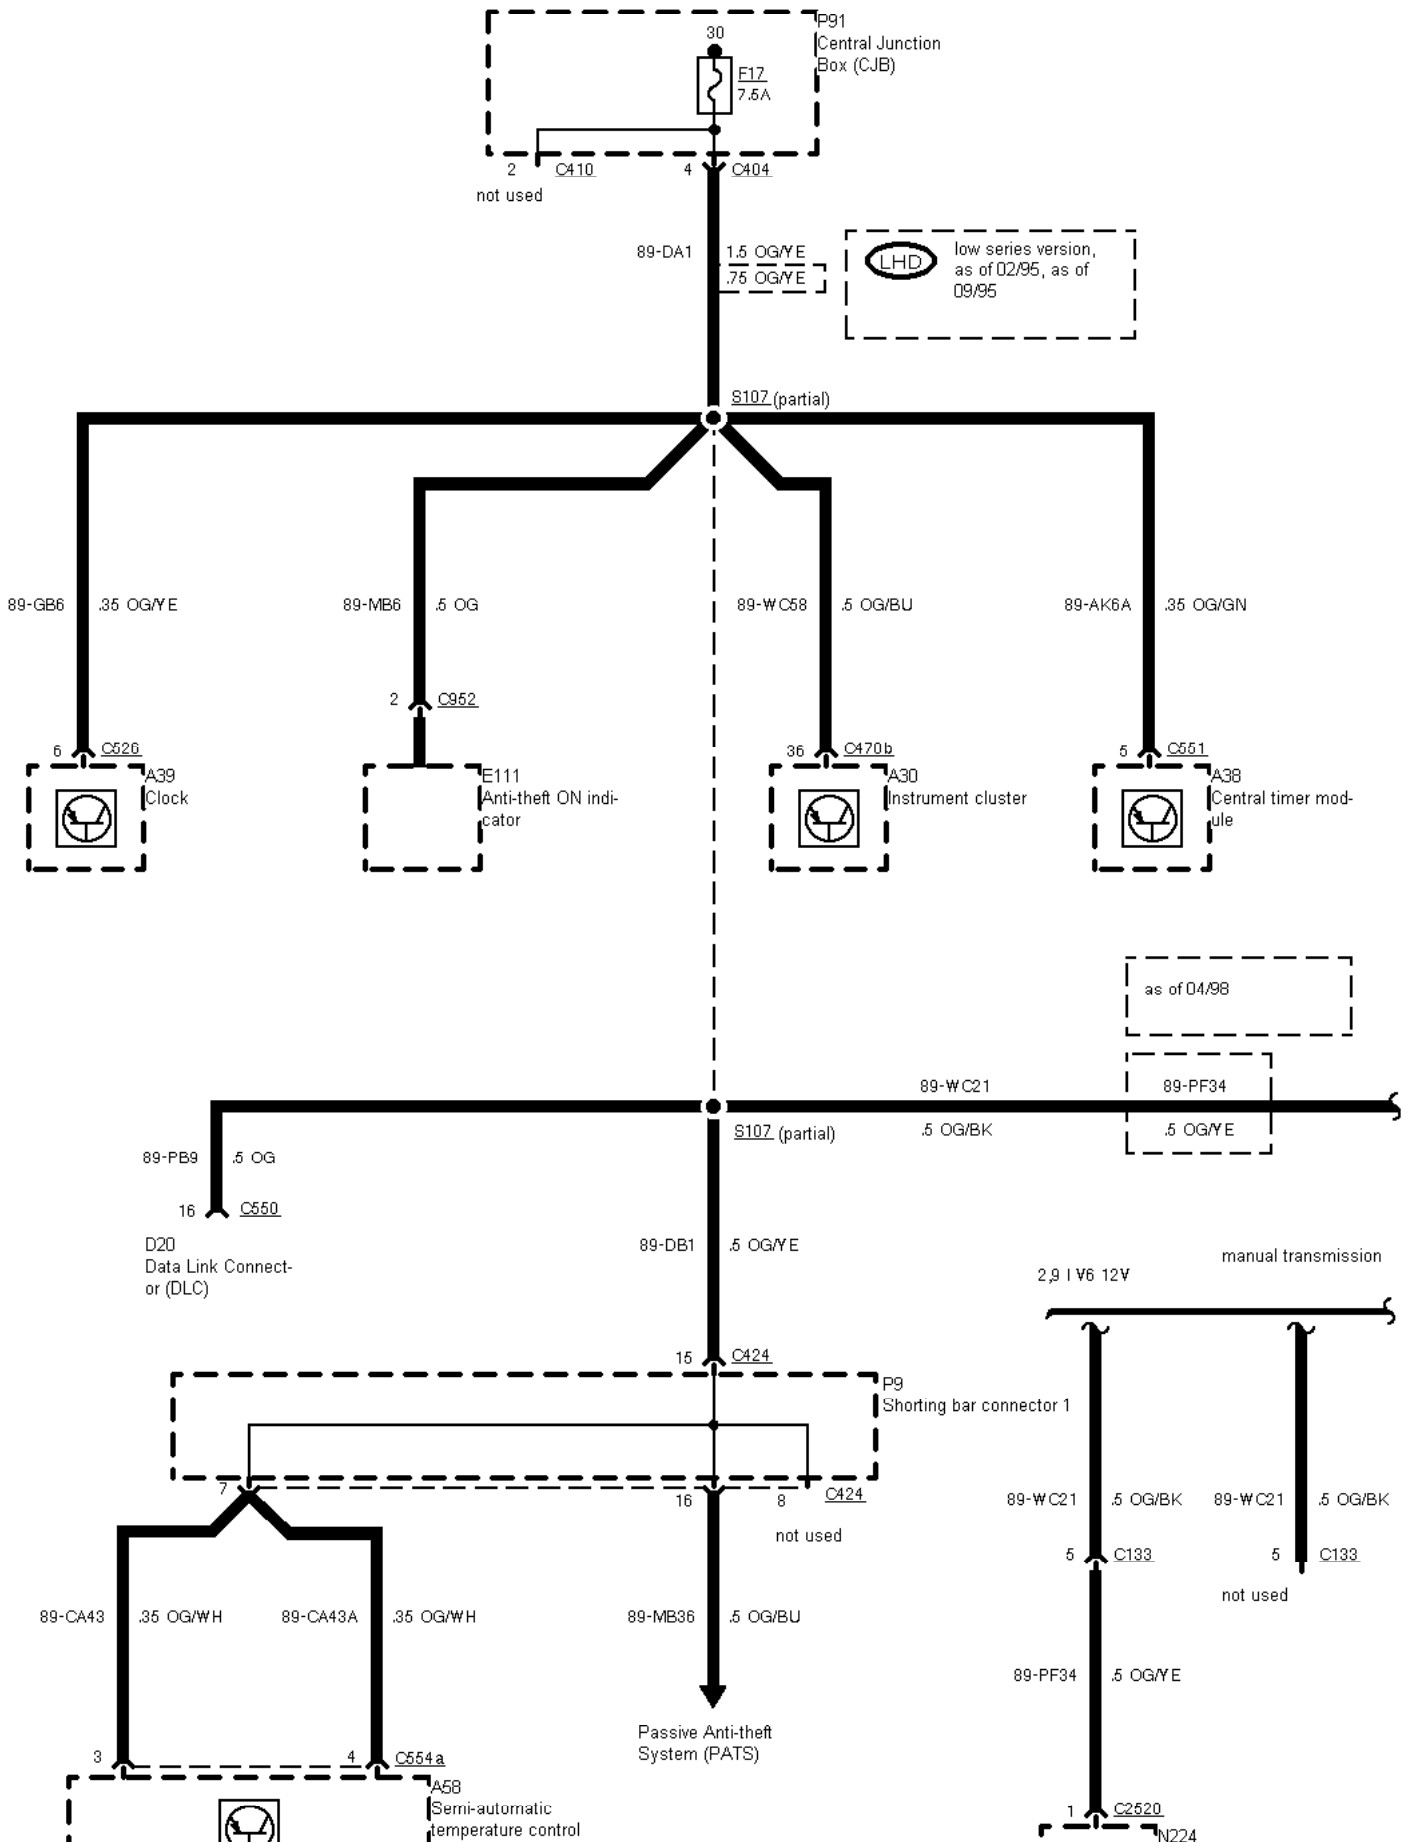 30
P91
Central Junction
Box (CJB)
F17
7.5A
2
C410
4
C404
not used
89-DA1
1.5 OG/YE
.75 OG/YE
LHD
low series version,
as of 02/95, as of
09/95
S107 (partial)
89-GB6
.35 OG/YE
89-MB6
.5 OG
89-WC58
.5 OG/BU
89-AK6A
.35 OG/GN
2
C952
6
C526
36
C470b
5
C551
A39
Clock
E111
Anti-theft ON indi-
cator
A30
Instrument cluster
A38
Central timer mod-
ule
as of 04/98
89-WC21
89-PF34
S107 (partial)
.5 OG/BK
.5 OG/YE
89-PB9
.5 OG
16
C550
D20
Data Link Connect-
or (DLC)
89-DB1
.5 OG/YE
2,9 l V6 12V
manual transmission
15
C424
P9
Shorting bar connector 1
7
16
8
C424
not used
89-WC21
.5 OG/BK
89-WC21
.5 OG/BK
5
C133
5
C133
not used
89-CA43
.35 OG/WH
89-CA43A
.35 OG/WH
89-MB36
.5 OG/BU
89-PF34
.5 OG/YE
Passive Anti-theft
System (PATS)
3
4
C554a
A58
Semi-automatic
temperature control
1
C2520
N224